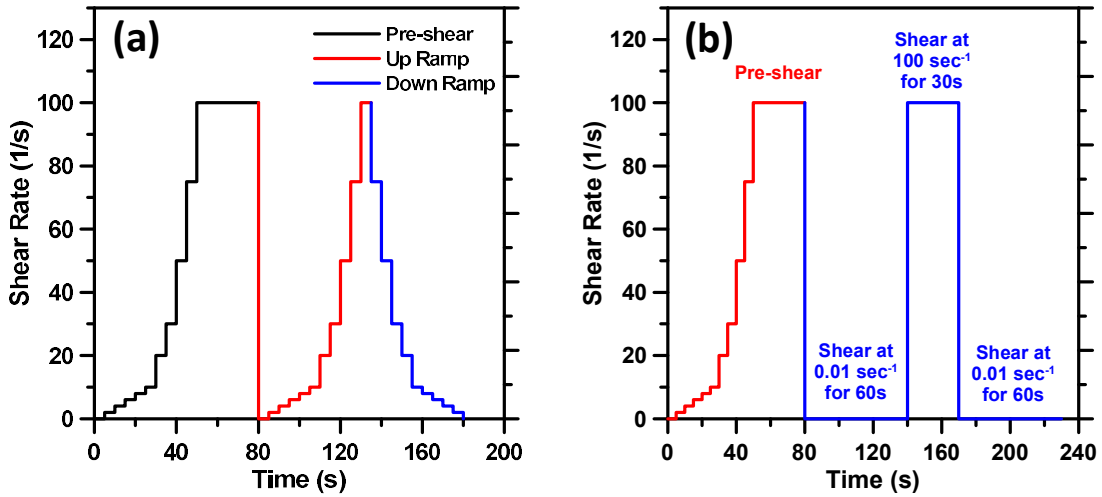 (a)
Pre-shear
Up Ramp
Down Ramp
Shear Rate (1/s)
120
100
80
60
40
20
0
0 40 80 120 160 200
Time (s)
(b)
Pre-shear
Shear at
100 sec⁻¹
for 30s
Shear at
0.01 sec⁻¹
for 60s
Shear at
0.01 sec⁻¹
for 60s
Shear Rate (1/s)
120
100
80
60
40
20
0
0 40 80 120 160 200 240
Time (s)